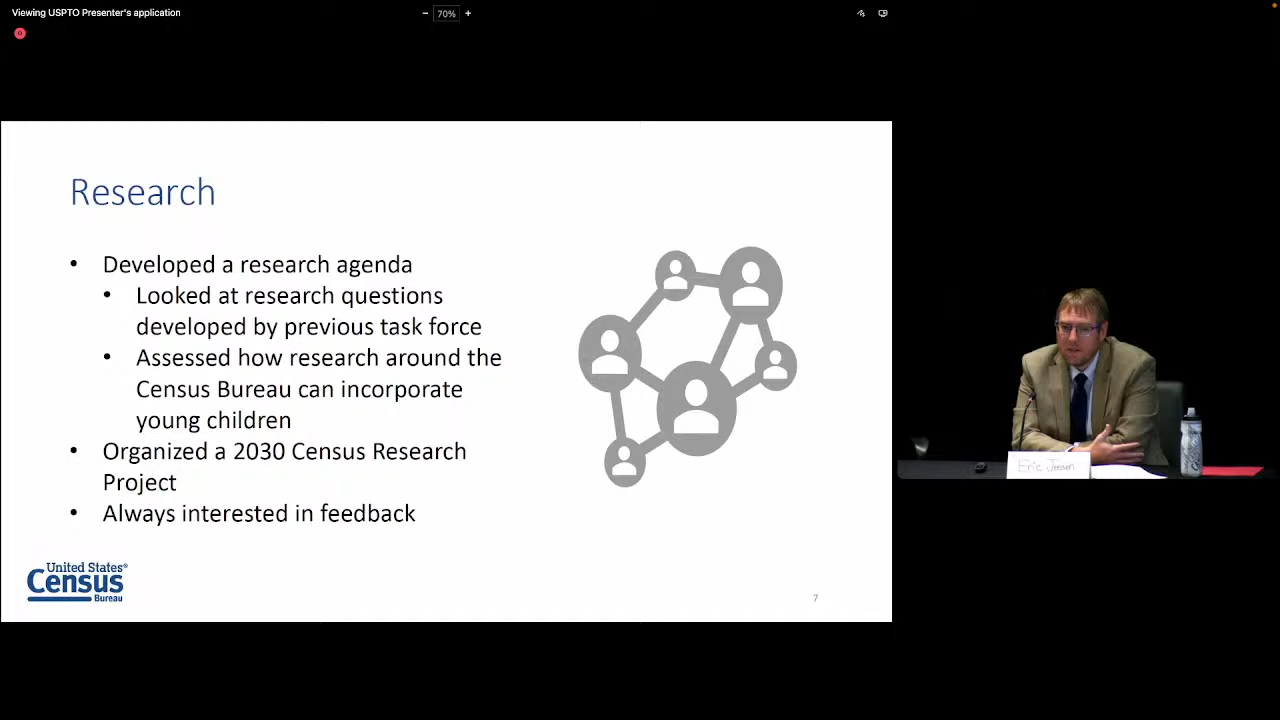 Viewing USPTO Presenter's application
− 70% +
Research
• Developed a research agenda
• Looked at research questions
developed by previous task force
• Assessed how research around the
Census Bureau can incorporate
young children
• Organized a 2030 Census Research
Project
• Always interested in feedback
United States®
Census
Bureau
7
Eric Jensen